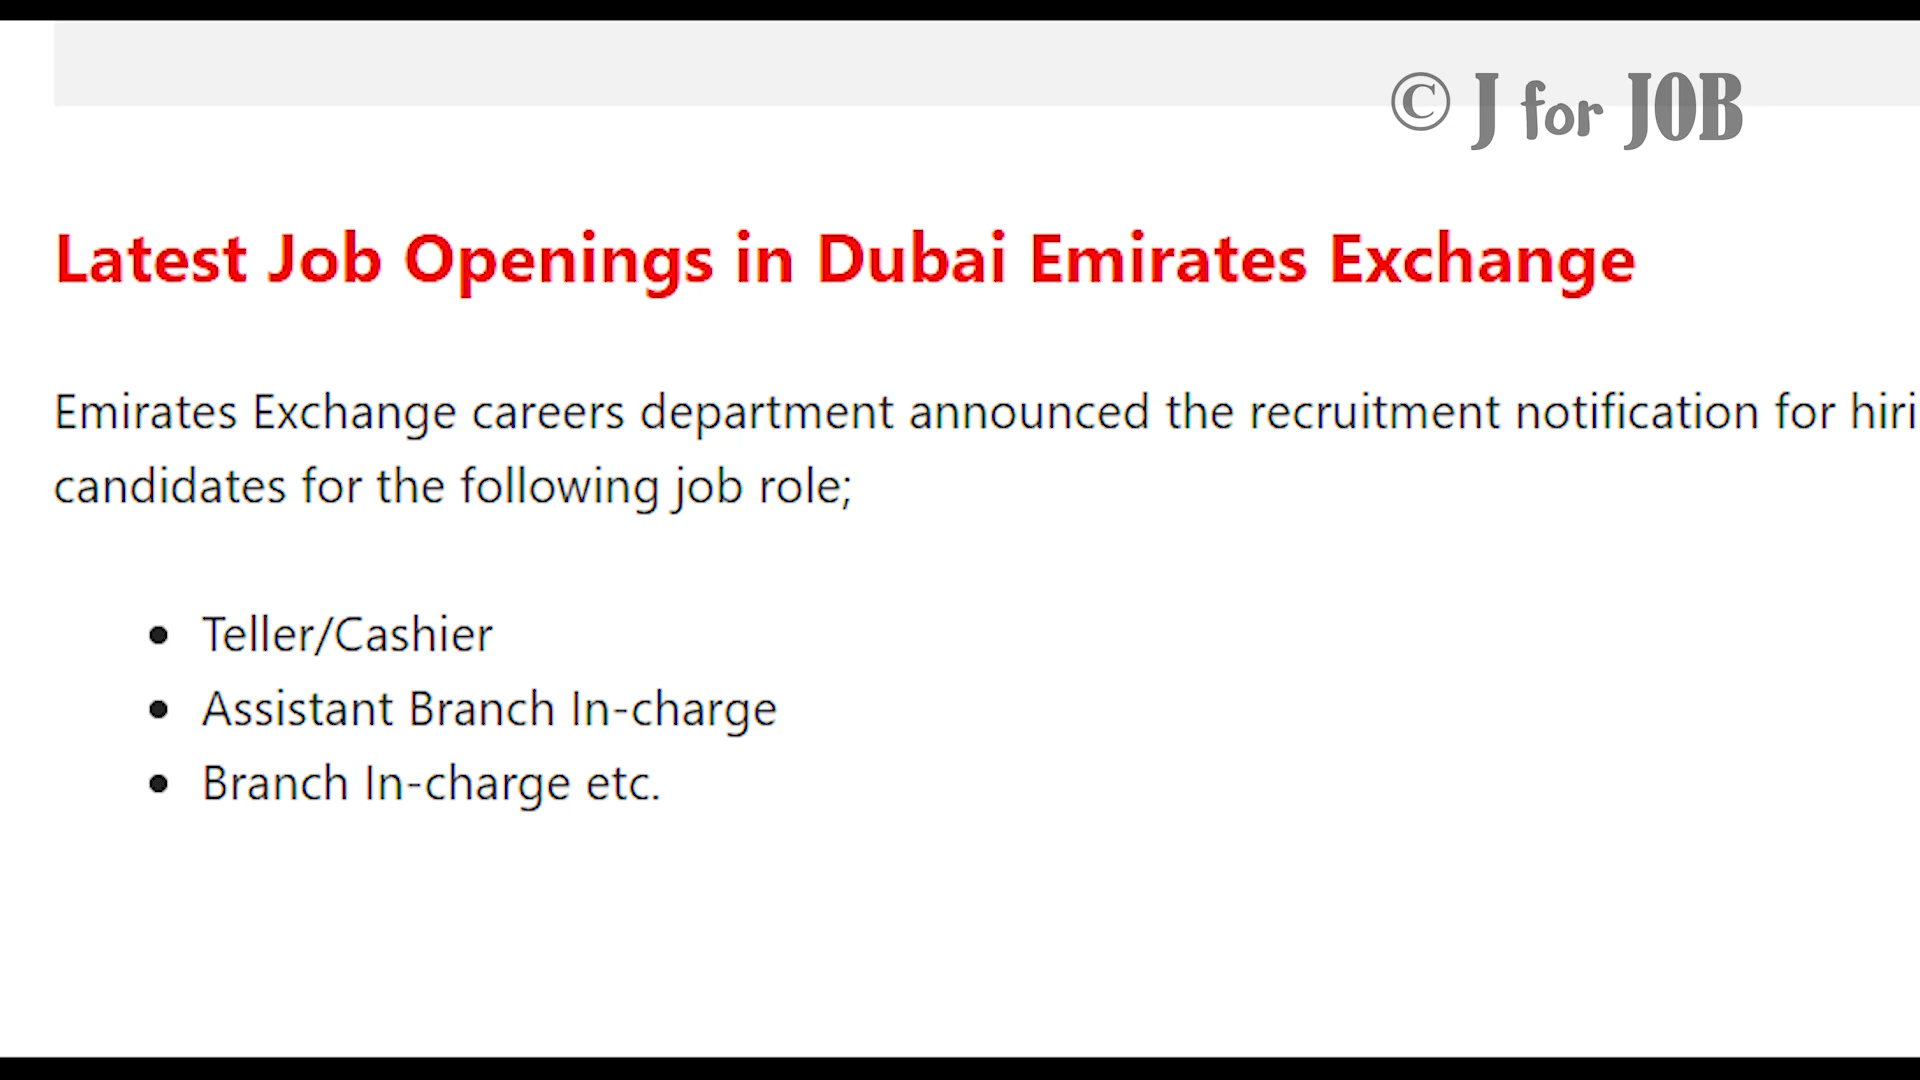 © J for JOB
Latest Job Openings in Dubai Emirates Exchange
Emirates Exchange careers department announced the recruitment notification for hiri
candidates for the following job role;
• Teller/Cashier
• Assistant Branch In-charge
• Branch In-charge etc.